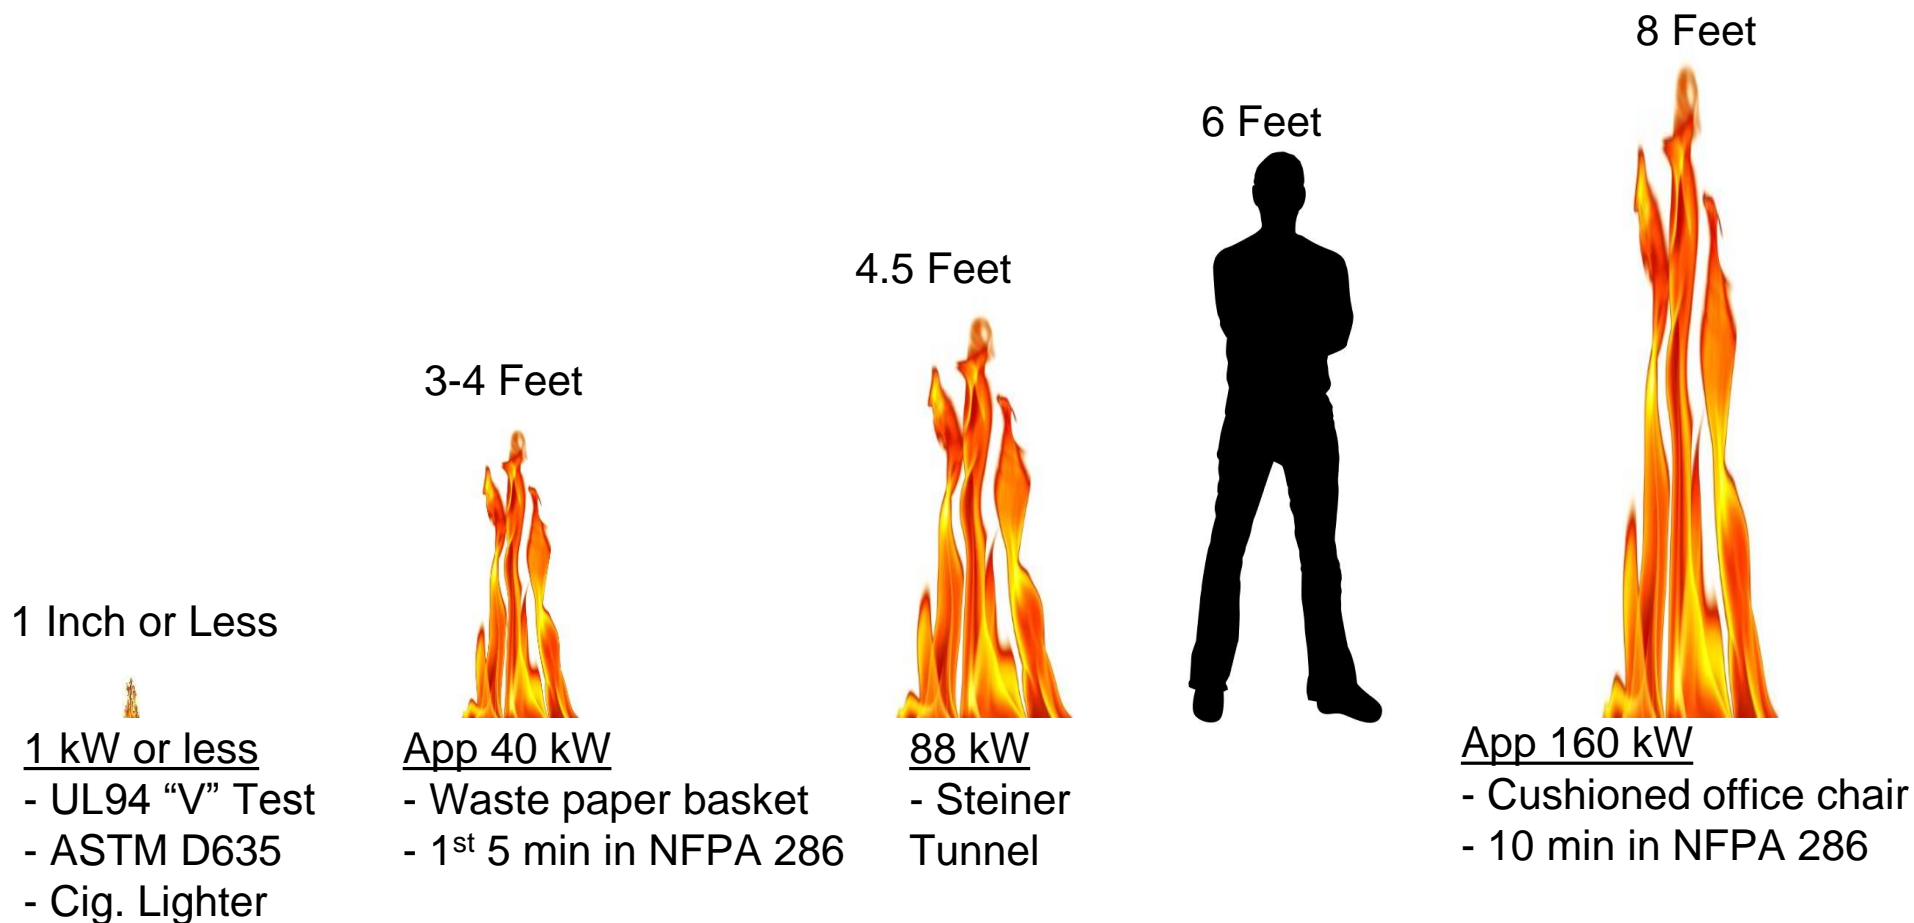 8 Feet
6 Feet
4.5 Feet
3-4 Feet
1 Inch or Less
1 kW or less
- UL94 “V” Test
- ASTM D635
- Cig. Lighter
App 40 kW
- Waste paper basket
- 1st 5 min in NFPA 286
88 kW
- Steiner
Tunnel
App 160 kW
- Cushioned office chair
- 10 min in NFPA 286